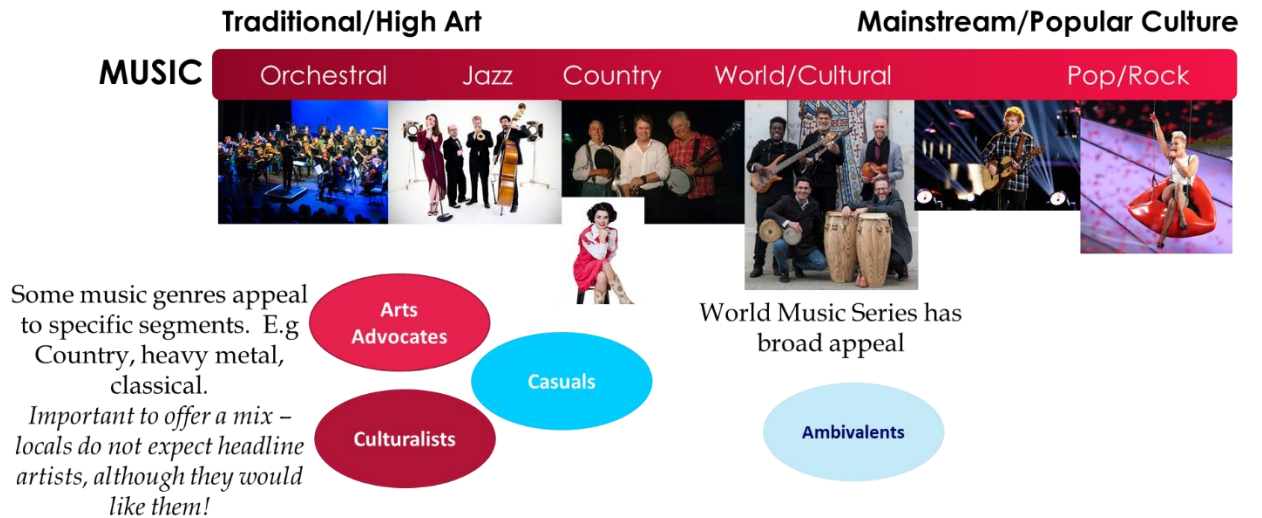 Traditional/High Art
Mainstream/Popular Culture
MUSIC
Orchestral
Jazz
Country
World/Cultural
Pop/Rock
Some music genres appeal
to specific segments.  E.g
Country, heavy metal,
classical.
Important to offer a mix –
locals do not expect headline
artists, although they would
like them!
Arts
Advocates
Culturalists
Casuals
World Music Series has
broad appeal
Ambivalents